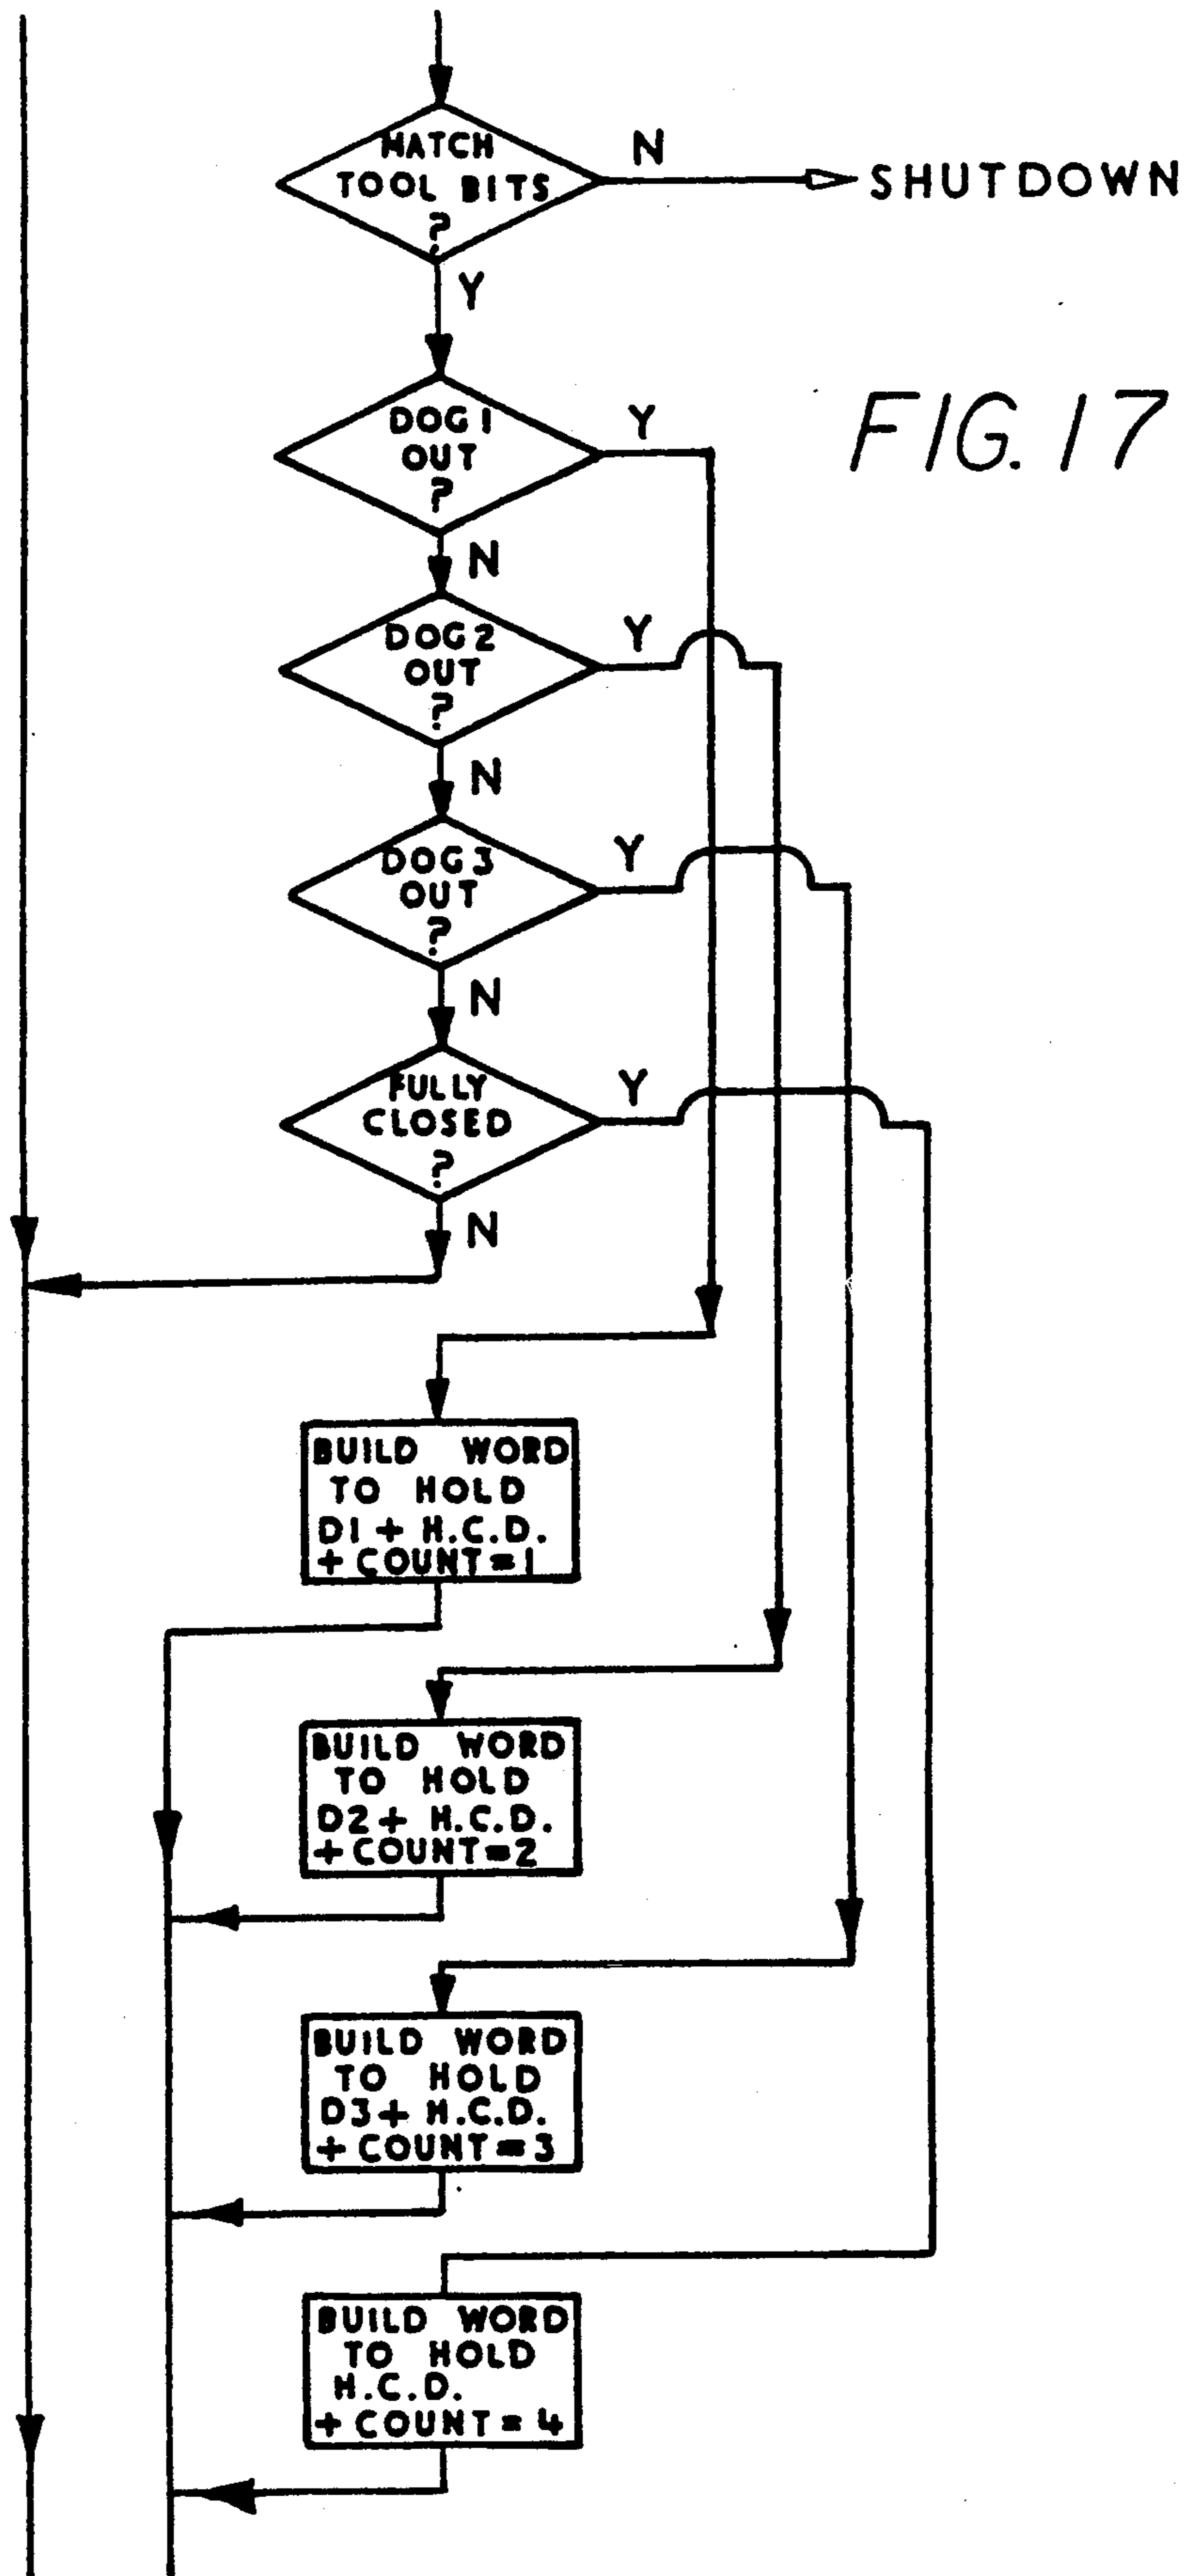 MATCH
TOOL BITS
?
N
SHUTDOWN
Y
FIG. 17
DOG 1
OUT
?
Y
N
DOG 2
OUT
?
Y
N
DOG 3
OUT
?
Y
N
FULLY
CLOSED
?
Y
N
BUILD WORD
TO HOLD
D1 + H.C.D.
+ COUNT = 1
BUILD WORD
TO HOLD
D2 + H.C.D.
+ COUNT = 2
BUILD WORD
TO HOLD
D3 + H.C.D.
+ COUNT = 3
BUILD WORD
TO HOLD
H.C.D.
+ COUNT = 4